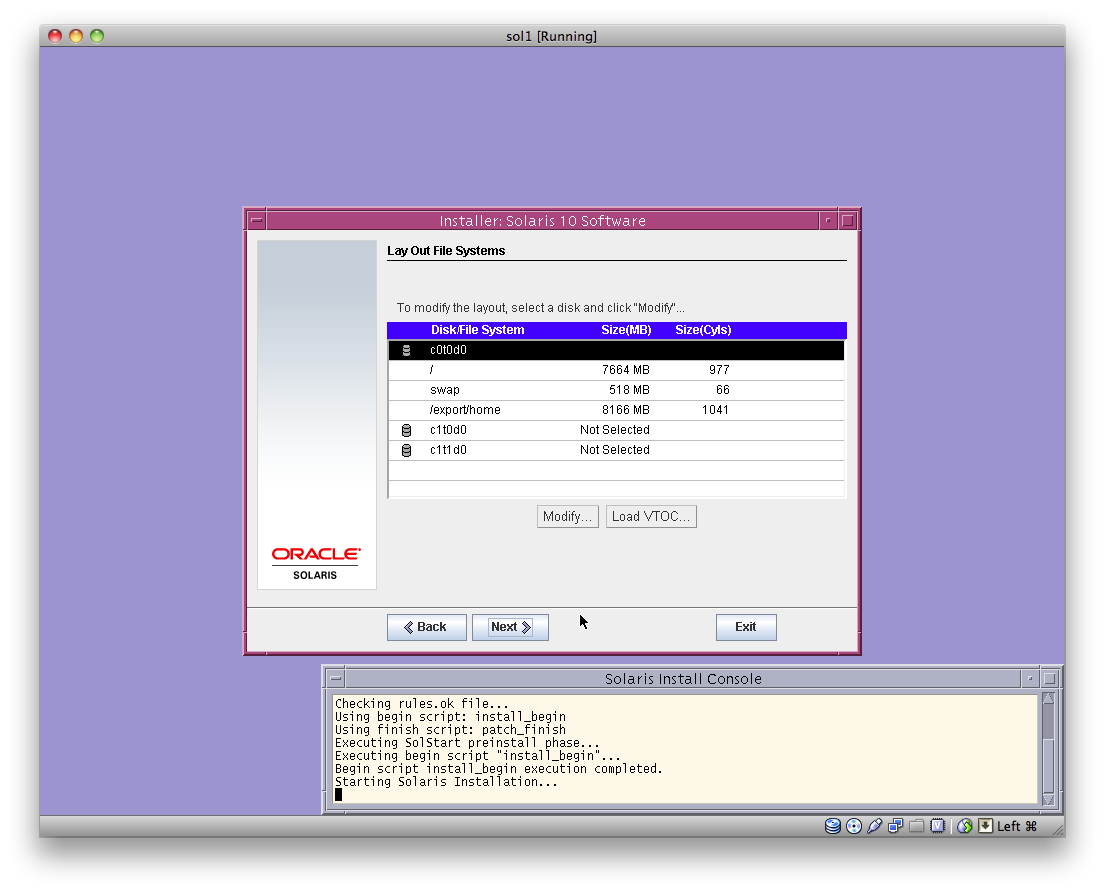 sol1 [Running]
Installer: Solaris 10 Software
Lay Out File Systems
To modify the layout, select a disk and click "Modify"...
Disk/File System Size(MB) Size(Cyls)
c0t0d0
/ 7664 MB 977
swap 518 MB 66
/export/home 8166 MB 1041
c1t0d0 Not Selected
c1t1d0 Not Selected
Modify... Load VTOC...
ORACLE
SOLARIS
Back Next Exit
Solaris Install Console
Checking rules.ok file...
Using begin script: install_begin
Using finish script: patch_finish
Executing SolStart preinstall phase...
Executing begin script "install_begin"...
Begin script install_begin execution completed.
Starting Solaris Installation...
Left ⌘